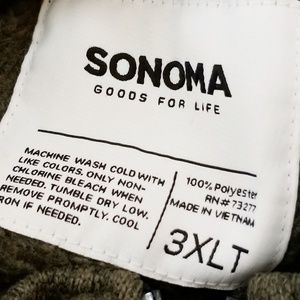 SONOMA
GOODS FOR LIFE
MACHINE WASH COLD WITH
LIKE COLORS. ONLY NON-
CHLORINE BLEACH WHEN
NEEDED. TUMBLE DRY LOW.
REMOVE PROMPTLY. COOL
IRON IF NEEDED.
100% Polyester
RN# 73277
MADE IN VIETNAM
3XLT